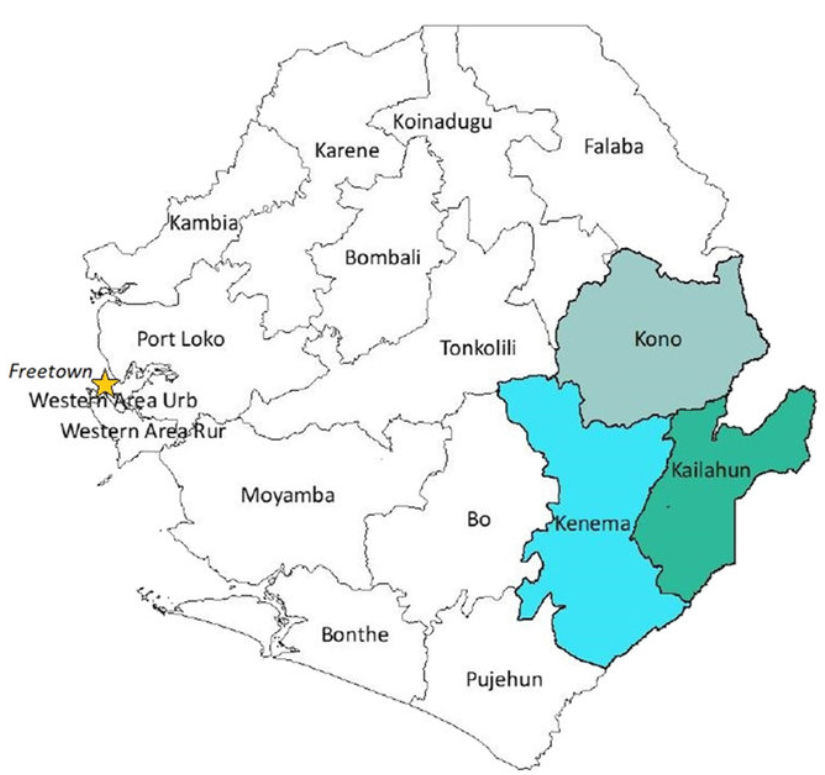 Koinadugu
Falaba
Karene
Kambia
Bombali
Port Loko
Kono
Tonkolili
Freetown
Western Area Urb
Western Area Rur
Kailahun
Moyamba
Bo
Kenema
Bonthe
Pujehun